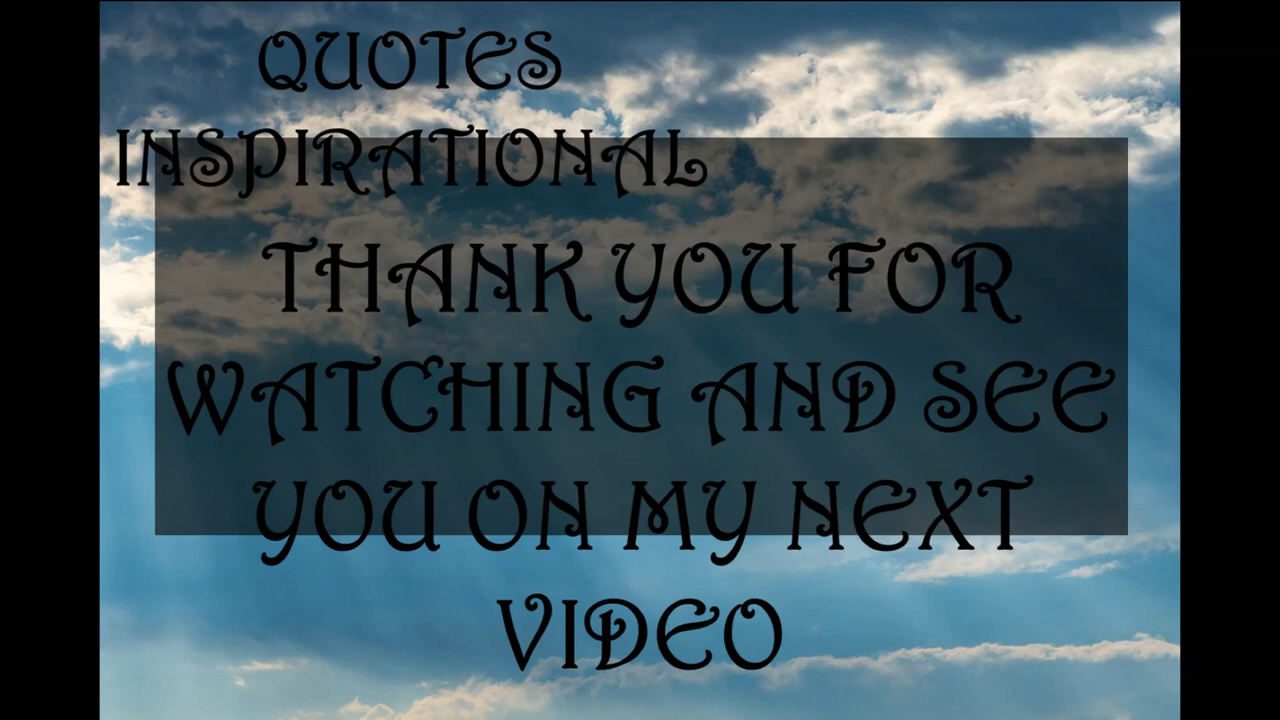 QUOTES
INSPIRATIONAL
THANK YOU FOR
WATCHING AND SEE
YOU ON MY NEXT
VIDEO